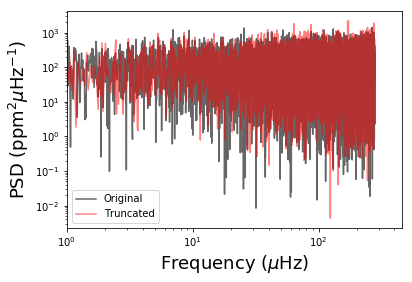 PSD (ppm²μHz⁻¹)
10³
10²
10¹
10⁰
10⁻¹
10⁻²
Original
Truncated
10⁰ 10¹ 10²
Frequency (μHz)